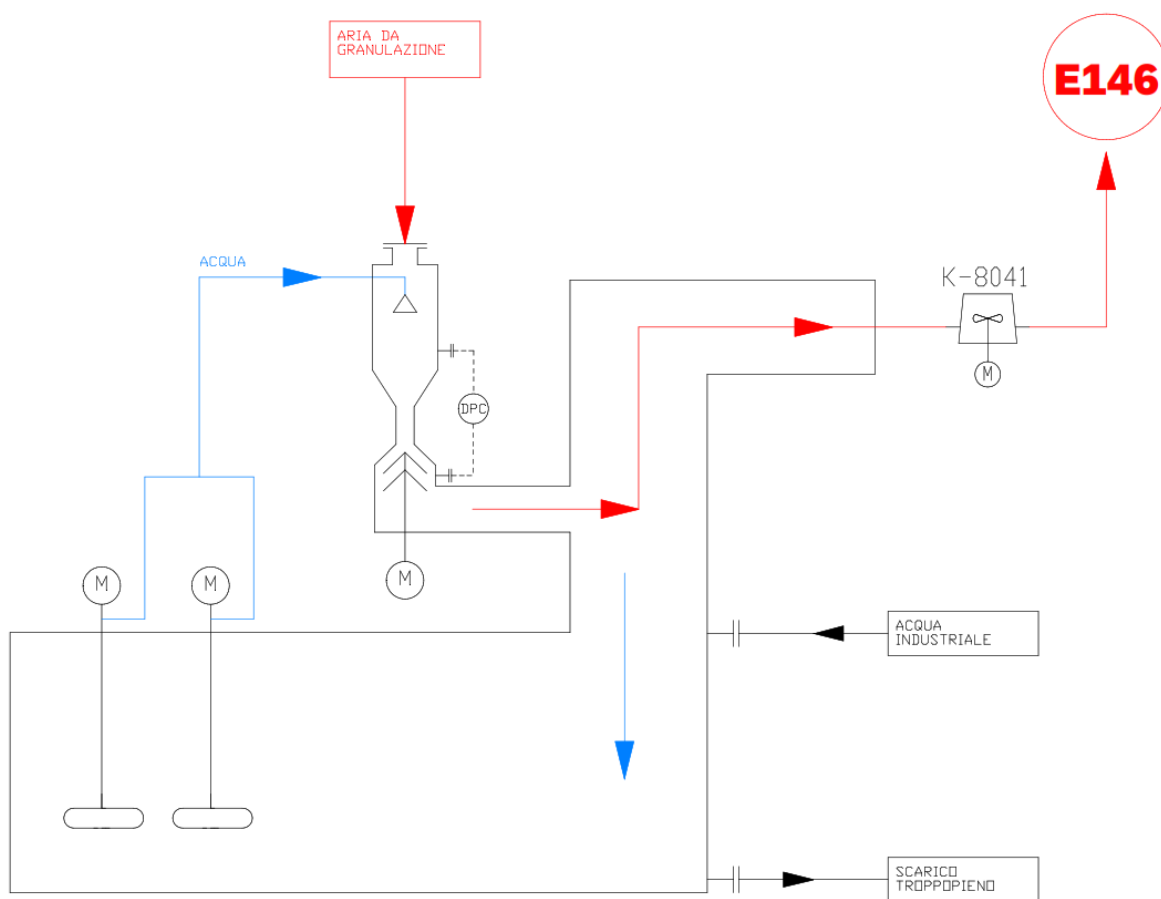 ARIA DA
GRANULAZIONE
E146
ACQUA
K-8041
M
DPC
M
M
M
ACQUA
INDUSTRIALE
SCARICO
TROPPOPIENO